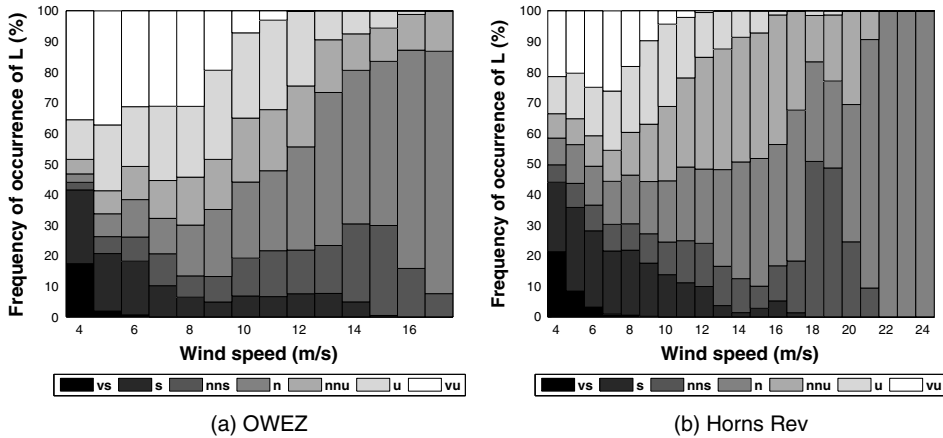 Frequency of occurrence of L (%)
100
90
80
70
60
50
40
30
20
10
0
4 6 8 10 12 14 16
Wind speed (m/s)
vs s nns n nnu u vu
(a) OWEZ
Frequency of occurrence of L (%)
100
90
80
70
60
50
40
30
20
10
0
4 6 8 10 12 14 16 18 20 22 24
Wind speed (m/s)
vs s nns n nnu u vu
(b) Horns Rev